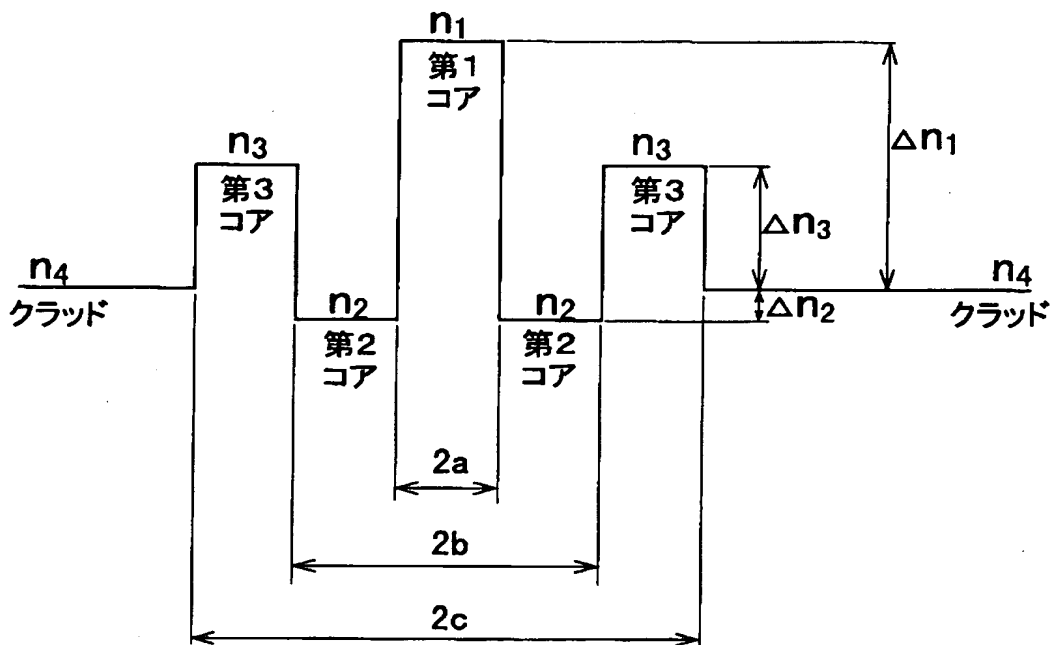 n1
第1
コア
n3
第3
コア
n3
第3
コア
△n1
△n3
n4
クラッド
n2
第2
コア
n2
第2
コア
△n2
n4
クラッド
2a
2b
2c